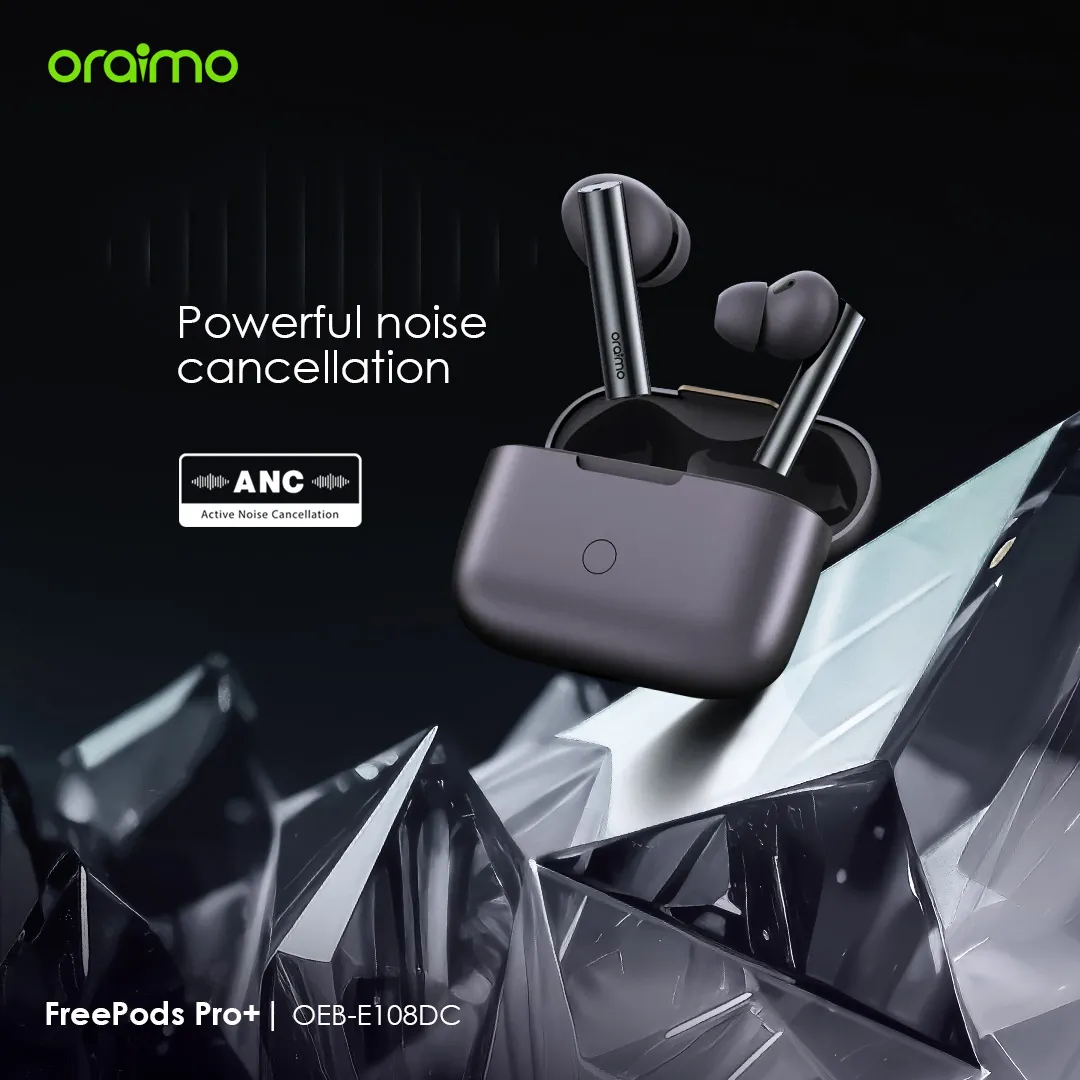 oraimo
Powerful noise
cancellation
ANC
Active Noise Cancellation
oraimo
FreePods Pro+ | OEB-E108DC